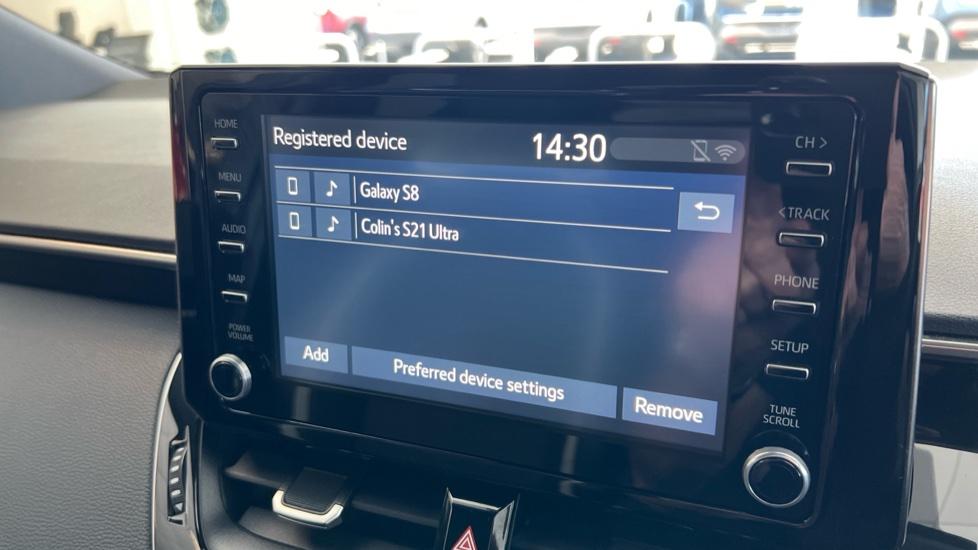 HOME
MENU
AUDIO
MAP
POWER
VOLUME
Registered device 14:30
Galaxy S8
Colin's S21 Ultra
Add Preferred device settings Remove
CH >
< TRACK
PHONE
SETUP
TUNE
SCROLL